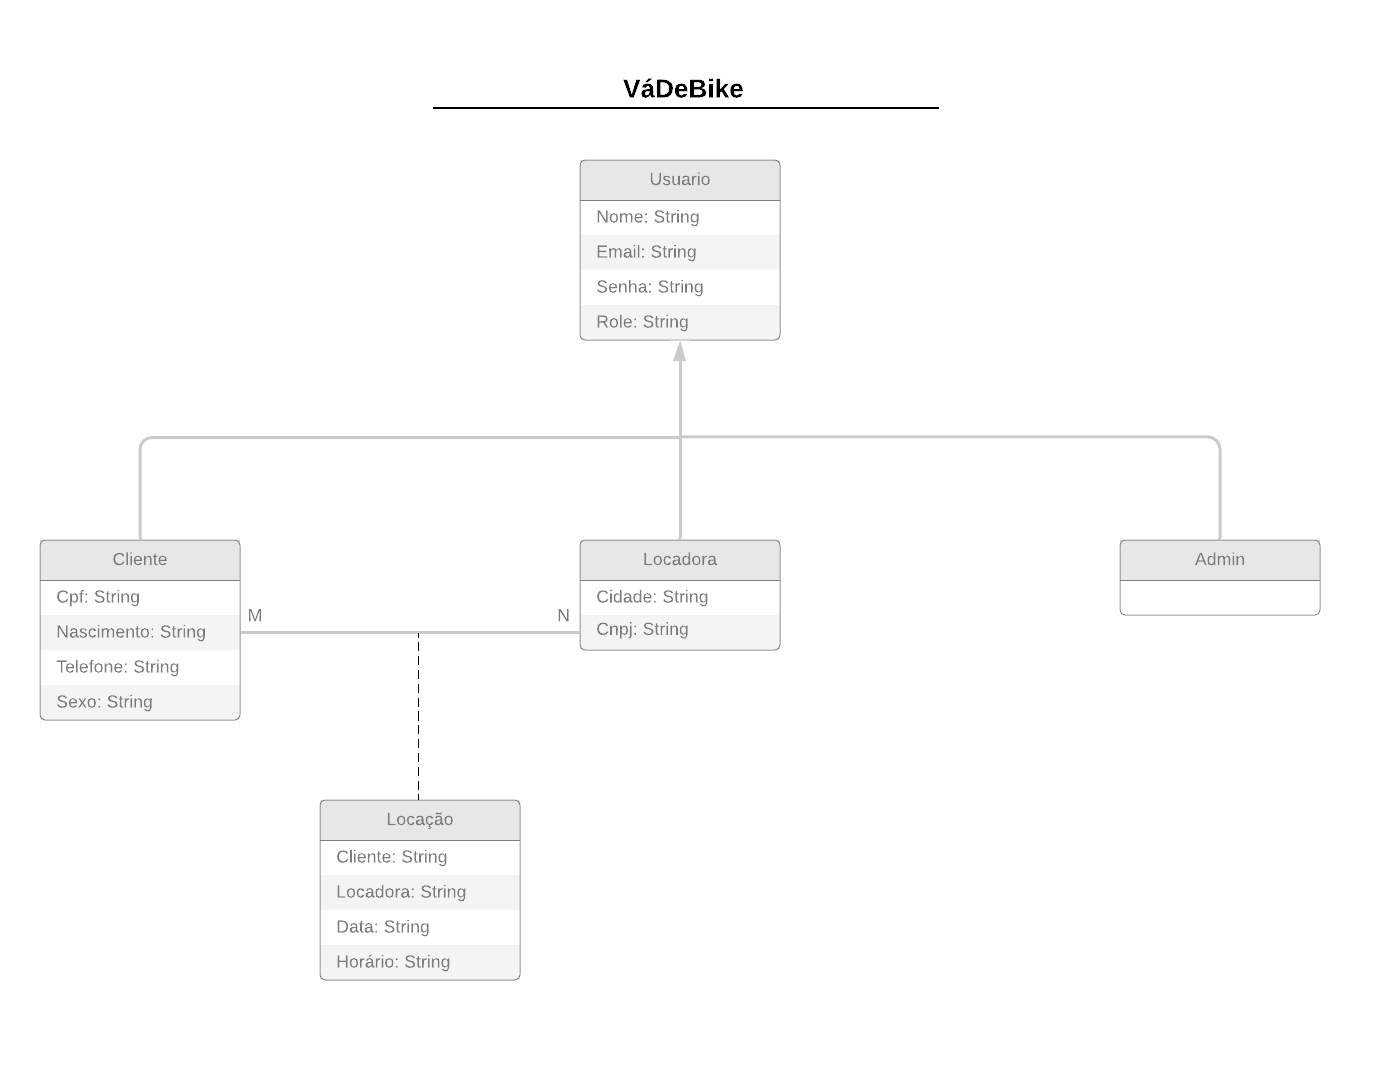 VáDeBike
Usuario
Nome: String
Email: String
Senha: String
Role: String
Cliente
Cpf: String
Nascimento: String
Telefone: String
Sexo: String
M
N
Locadora
Cidade: String
Cnpj: String
Admin
Locação
Cliente: String
Locadora: String
Data: String
Horário: String